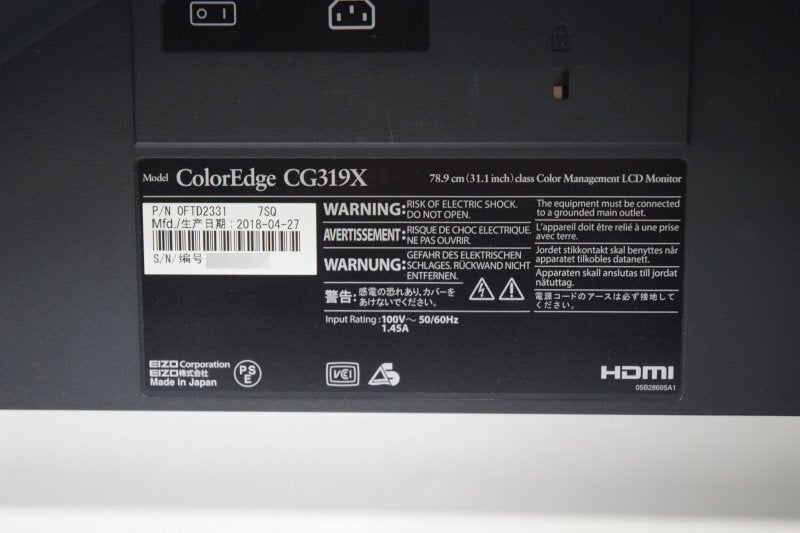 O I
K
Model ColorEdge CG319X
78.9 cm (31.1 inch) class Color Management LCD Monitor
P/N 0FTD2331 7SQ
Mfd./生产日期 : 2018-04-27
S/N/编号
WARNING: RISK OF ELECTRIC SHOCK.
DO NOT OPEN.
AVERTISSEMENT: RISQUE DE CHOC ELECTRIQUE.
NE PAS OUVRIR.
WARNUNG: GEFAHR DES ELEKTRISCHEN
SCHLAGES. RÜCKWAND NICHT
ENTFERNEN.
警告: 感電の恐れあり、カバーを
あけないでください。
Input Rating : 100V～ 50/60Hz
1.45A
The equipment must be connected
to a grounded main outlet.
L'appareil doit être relié à une prise
avec terre.
Jordet stikkontakt skal benyttes når
apparatet tilkobles datanett.
Apparaten skall anslutas till jordat
nätuttag.
電源コードのアースは必ず接地して
ください。
EIZO Corporation
EIZO株式会社
Made in Japan
PS
E
VCI
HDMI
05B28695A1